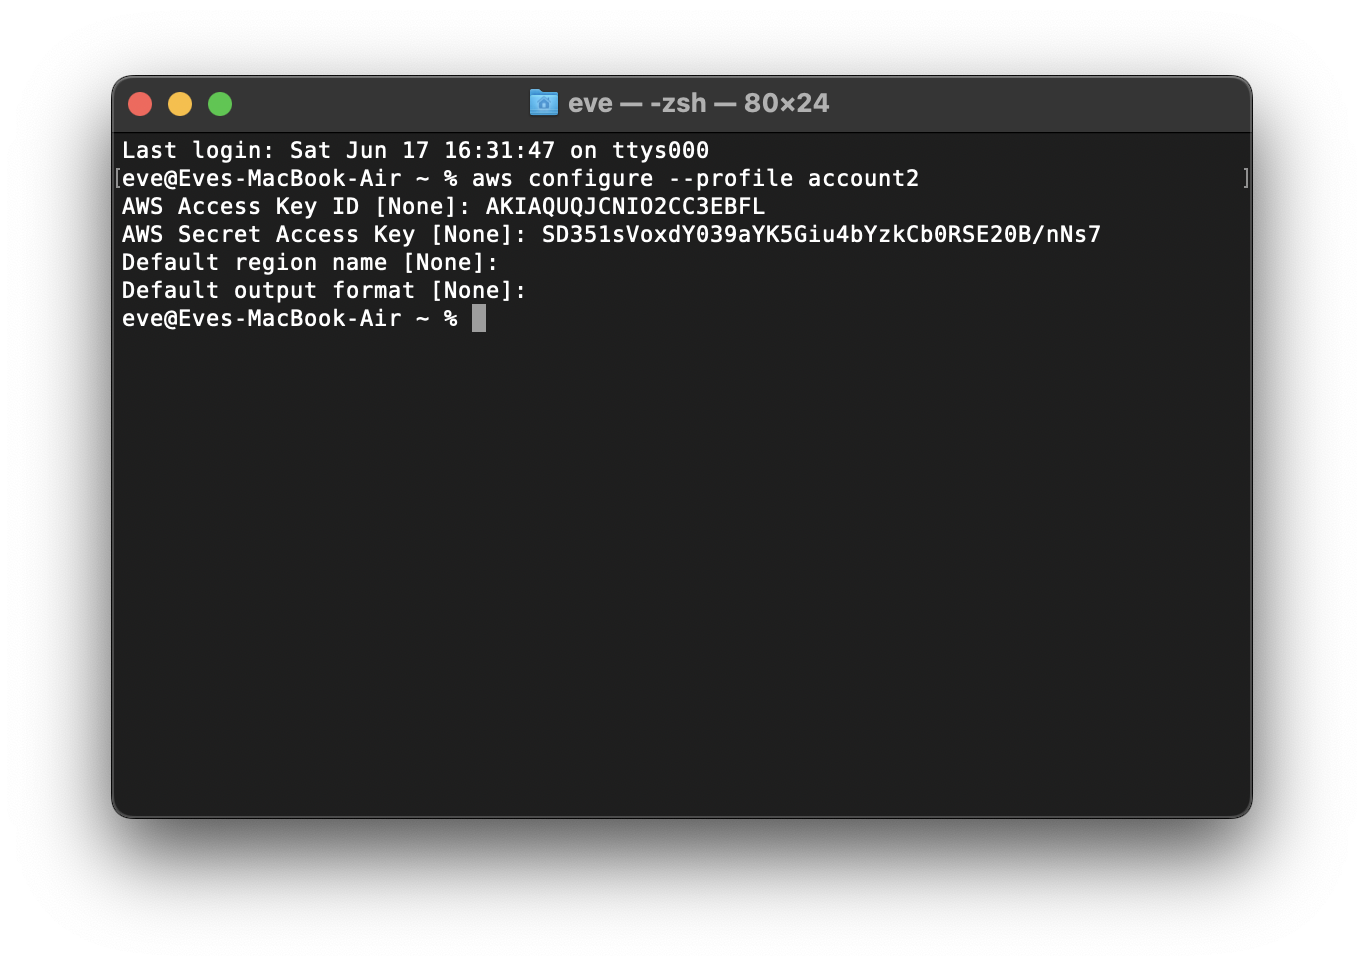 eve — -zsh — 80×24
Last login: Sat Jun 17 16:31:47 on ttys000
[eve@Eves-MacBook-Air ~ % aws configure --profile account2 ]
AWS Access Key ID [None]: AKIAQUQJCNIO2CC3EBFL
AWS Secret Access Key [None]: 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
Default region name [None]:
Default output format [None]:
eve@Eves-MacBook-Air ~ %